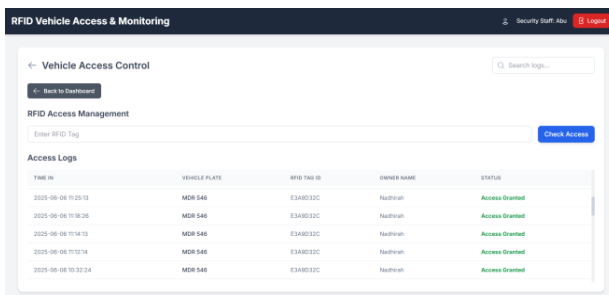 RFID Vehicle Access & Monitoring
Security Staff: Abu
Logout
← Vehicle Access Control
Search logs...
← Back to Dashboard
RFID Access Management
Enter RFID Tag
Check Access
Access Logs
TIME IN VEHICLE PLATE RFID TAG ID OWNER NAME STATUS
2025-06-06 11:25:13 MDR 546 E3A9D32C Nadhirah Access Granted
2025-06-06 11:18:26 MDR 546 E3A9D32C Nadhirah Access Granted
2025-06-06 11:14:13 MDR 546 E3A9D32C Nadhirah Access Granted
2025-06-06 11:12:14 MDR 546 E3A9D32C Nadhirah Access Granted
2025-06-06 10:32:24 MDR 546 E3A9D32C Nadhirah Access Granted